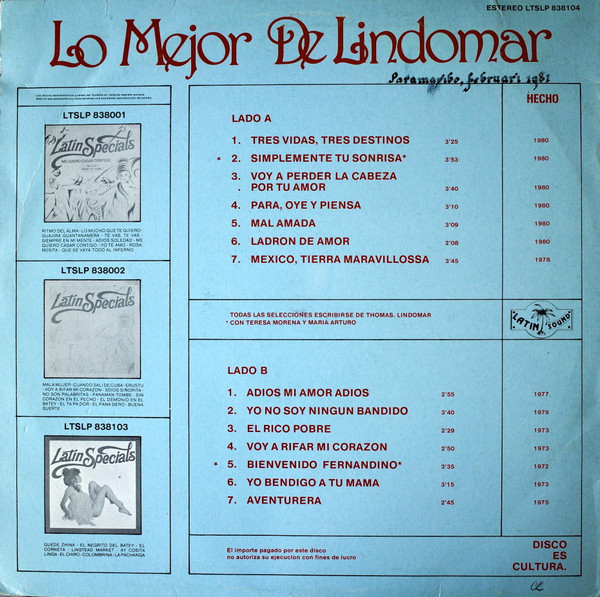 ESTEREO LTSLP 838104
Lo Mejor De Lindomar
Paramaribo, februari 1981
HECHO
LTSLP 838001
Latin Specials
RITMO DEL ALMA - LO MUCHO QUE TE QUIERO -
GUAJIRA GUANTANAMERA - TE VAS, TE VAS -
SIEMPRE EN MI MENTE - ADIOS SOLEDAD - ME
QUIERO CASAR CONTIGO - YO TE AMO - ROSA,
ROSITA - QUE SE VAYA TODO AL INFERNO
LTSLP 838002
Latin Specials
MALA MUJER - CUANDO SALI DE CUBA - ERIUSTU
- VOY A RIFAR MI CORAZON - ADIOS SIÑORITA -
NO SON PALABRITAS - PANAMAN TOMBE - SIN
CORAZON EN EL PECHO - EL DEMONIO EN EL
BATEY - EL TAPADOR - EL PANADERO - BUENA
SUERTE
LTSLP 838103
Latin Specials
QUEDE ZHINA - EL NEGRITO DEL BATEY - EL
CORNETA - LINSTEAD MARKET - AY COSITA
LINDA - EL CHIRO - COLOMBRINA - LA PACHANGA
LADO A
1. TRES VIDAS, TRES DESTINOS 3'25 1980
* 2. SIMPLEMENTE TU SONRISA* 3'53 1980
3. VOY A PERDER LA CABEZA
POR TU AMOR 3'40 1980
4. PARA, OYE Y PIENSA 3'10 1980
5. MAL AMADA 3'09 1980
6. LADRON DE AMOR 2'08 1980
7. MEXICO, TIERRA MARAVILLOSSA 3'45 1978
TODAS LAS SELECCIÓNES ESCRIBIRSE DE THOMAS. LINDOMAR
* CON TERESA MORENA Y MARIA ARTURO
"LATIN SOUND"
LADO B
1. ADIOS MI AMOR ADIOS 2'55 1977
2. YO NO SOY NINGUN BANDIDO 3'40 1979
3. EL RICO POBRE 2'29 1973
4. VOY A RIFAR MI CORAZON 2'50 1973
* 5. BIENVENIDO FERNANDINO* 3'35 1972
6. YO BENDIGO A TU MAMA 3'15 1973
7. AVENTURERA 2'45 1975
El importe pagado por este disco
no autoriza su ejecucion con fines de lucro
DISCO
ES
CULTURA.